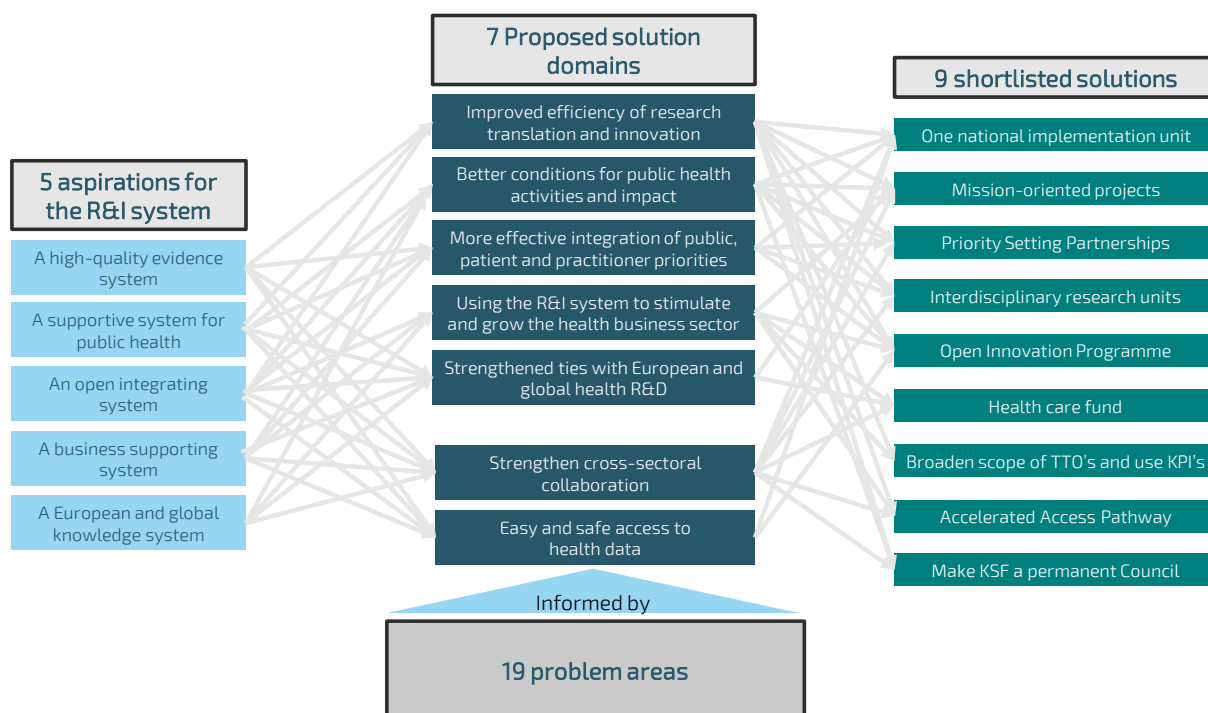 5 aspirations for
the R&I system
A high-quality evidence
system
A supportive system for
public health
An open integrating
system
A business supporting
system
A European and global
knowledge system
7 Proposed solution
domains
Improved efficiency of research
translation and innovation
Better conditions for public health
activities and impact
More effective integration of public,
patient and practitioner priorities
Using the R&I system to stimulate
and grow the health business sector
Strengthened ties with European and
global health R&D
Strengthen cross-sectoral
collaboration
Easy and safe access to
health data
Informed by
19 problem areas
9 shortlisted solutions
One national implementation unit
Mission-oriented projects
Priority Setting Partnerships
Interdisciplinary research units
Open Innovation Programme
Health care fund
Broaden scope of TTO's and use KPI's
Accelerated Access Pathway
Make KSF a permanent Council